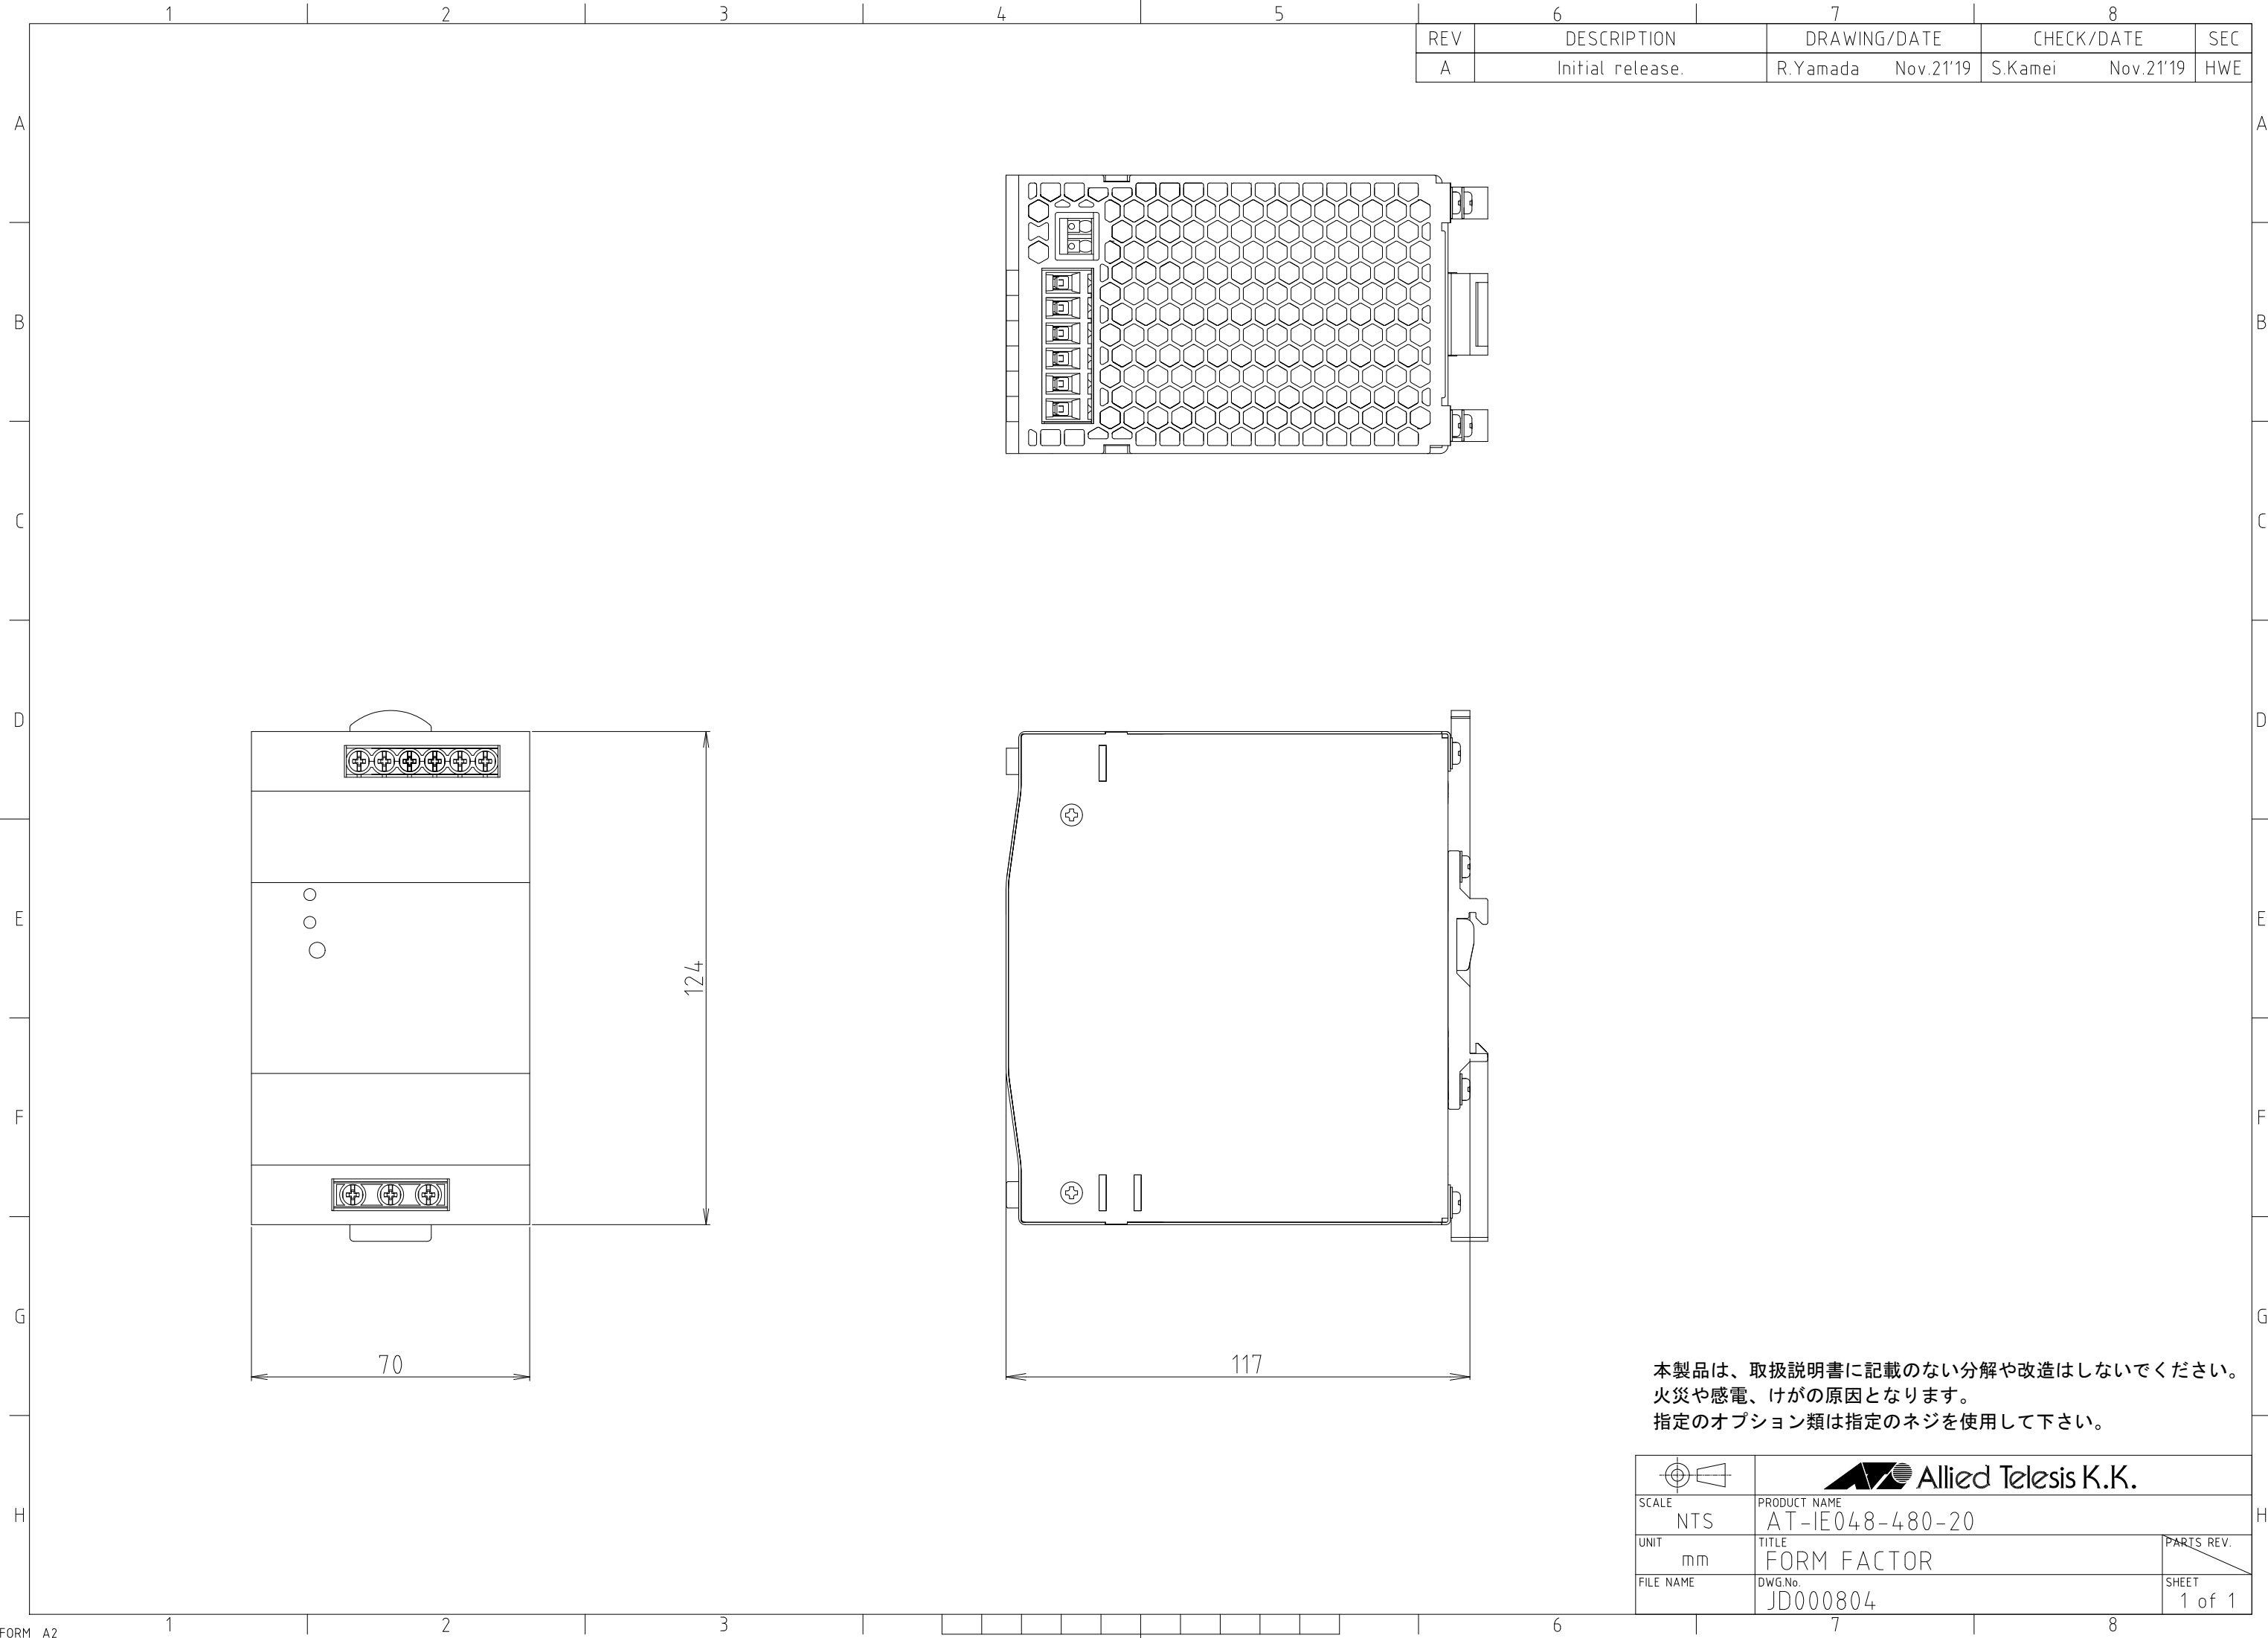 1 2 3 4 5 6 7 8
REV DESCRIPTION DRAWING/DATE CHECK/DATE SEC
A Initial release. R.Yamada Nov.21'19 S.Kamei Nov.21'19 HWE
A A
B B
C C
D D
124
E E
F F
G G
70 117
本製品は、取扱説明書に記載のない分解や改造はしないでください。
火災や感電、けがの原因となります。
指定のオプション類は指定のネジを使用して下さい。
Allied Telesis K.K.
SCALE NTS
PRODUCT NAME
AT-IE048-480-20
H H
UNIT mm
TITLE
FORM FACTOR
PARTS REV.
FILE NAME
DWG.No.
JD000804
SHEET
1 of 1
1 2 3 6 7 8
FORM A2